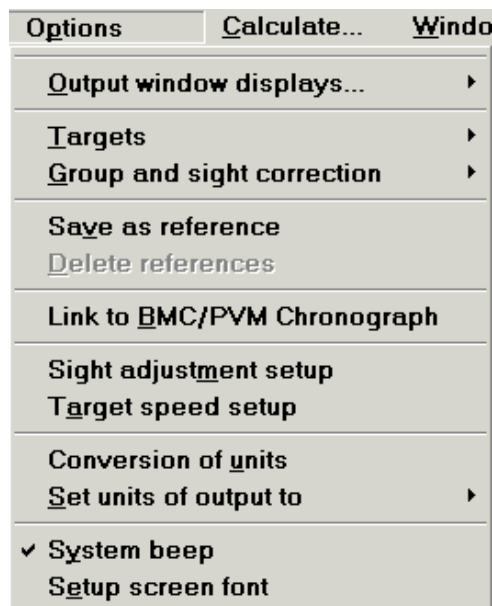 Options Calculate... Windo
Output window displays...
Targets
Group and sight correction
Save as reference
Delete references
Link to BMC/PVM Chronograph
Sight adjustment setup
Target speed setup
Conversion of units
Set units of output to
System beep
Setup screen font